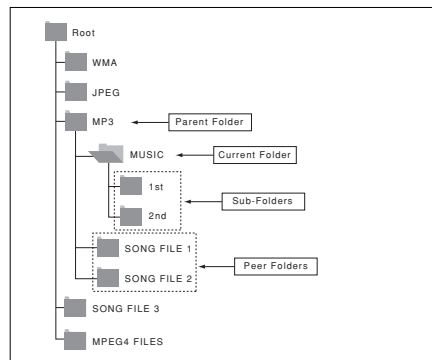 Root
WMA
JPEG
MP3
Parent Folder
MUSIC
Current Folder
1st
2nd
Sub-Folders
SONG FILE 1
SONG FILE 2
Peer Folders
SONG FILE 3
MPEG4 FILES